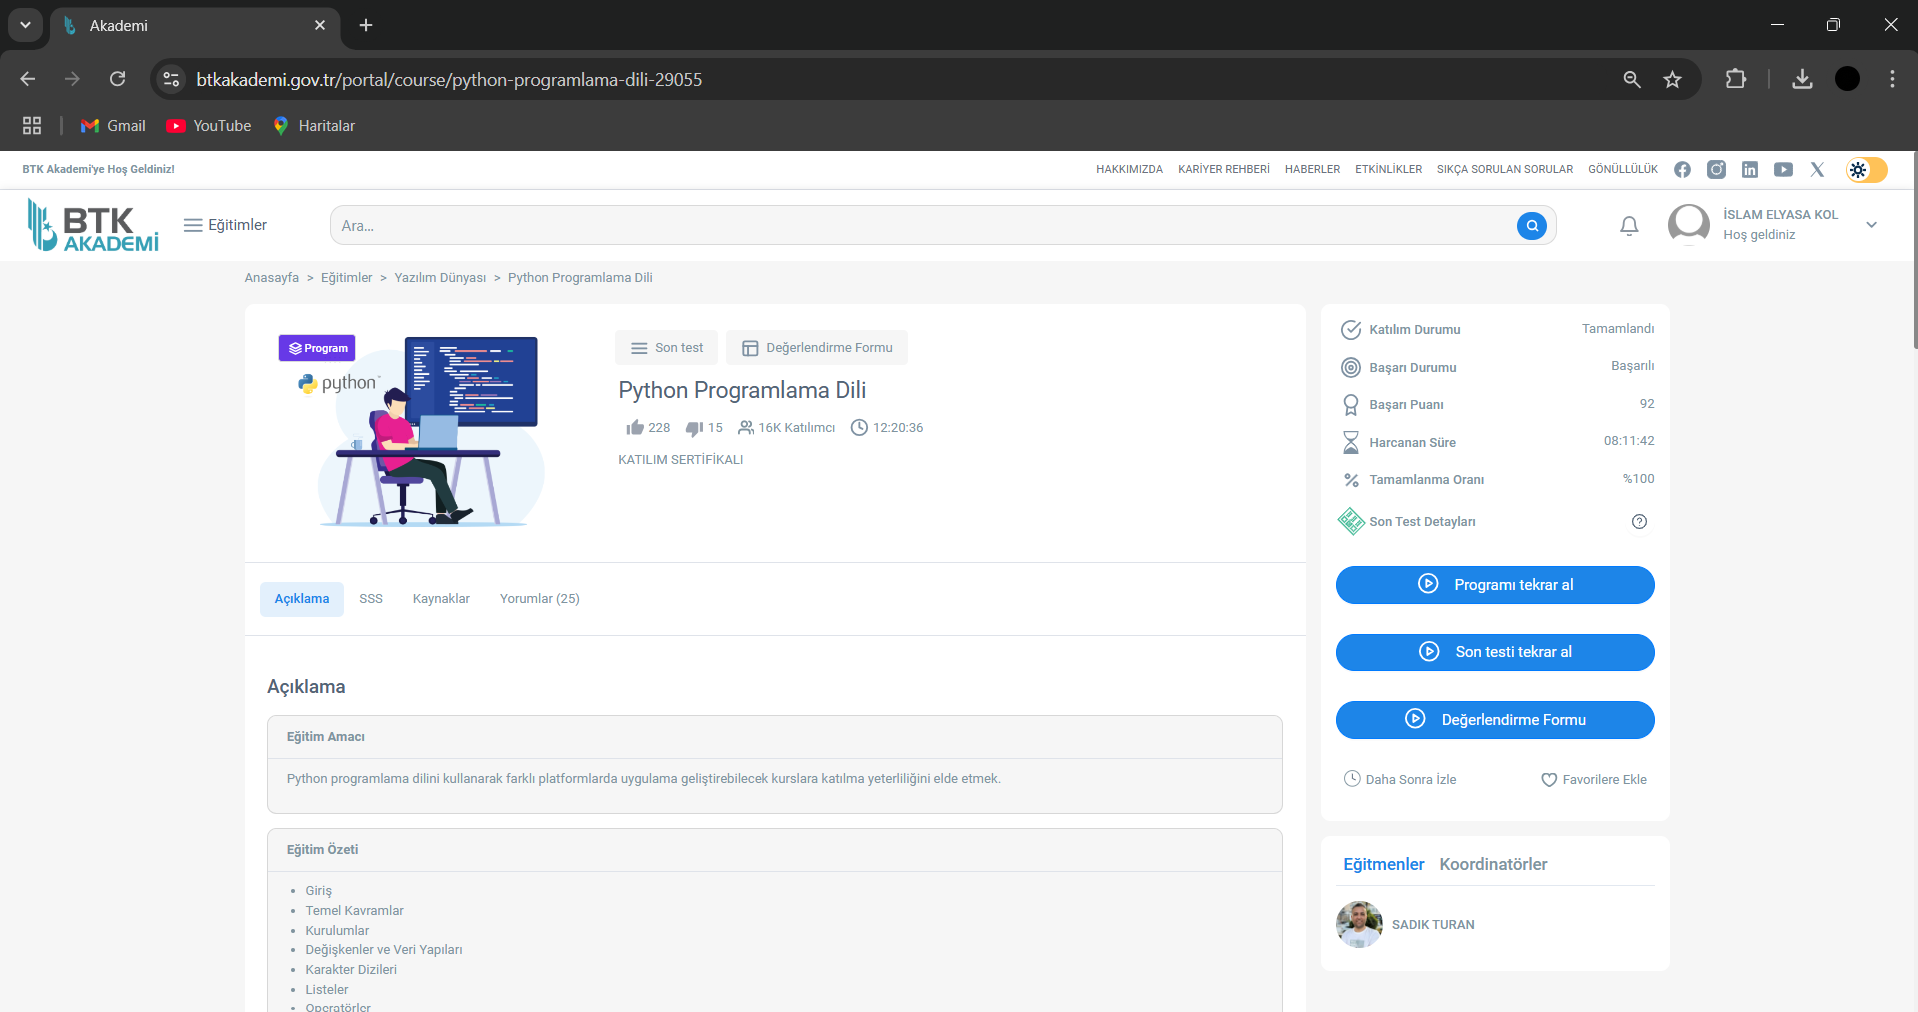 Akademi
btkakademi.gov.tr/portal/course/python-programlama-dili-29055
Gmail YouTube Haritalar
BTK Akademi'ye Hoş Geldiniz!
HAKKIMIZDA KARİYER REHBERİ HABERLER ETKİNLİKLER SIKÇA SORULAN SORULAR GÖNÜLLÜLÜK
BTK
AKADEMİ
Eğitimler
Ara...
İSLAM ELYASA KOL
Hoş geldiniz
Anasayfa > Eğitimler > Yazılım Dünyası > Python Programlama Dili
Program
python
Son test
Değerlendirme Formu
Python Programlama Dili
228 15 16K Katılımcı 12:20:36
KATILIM SERTİFİKALI
Açıklama SSS Kaynaklar Yorumlar (25)
Açıklama
Eğitim Amacı
Python programlama dilini kullanarak farklı platformlarda uygulama geliştirebilecek kurslara katılma yeterliliğini elde etmek.
Eğitim Özeti
• Giriş
• Temel Kavramlar
• Kurulumlar
• Değişkenler ve Veri Yapıları
• Karakter Dizileri
• Listeler
• Operatörler
Katılım Durumu Tamamlandı
Başarı Durumu Başarılı
Başarı Puanı 92
Harcanan Süre 08:11:42
Tamamlanma Oranı %100
Son Test Detayları
Programı tekrar al
Son testi tekrar al
Değerlendirme Formu
Daha Sonra İzle Favorilere Ekle
Eğitmenler Koordinatörler
SADIK TURAN